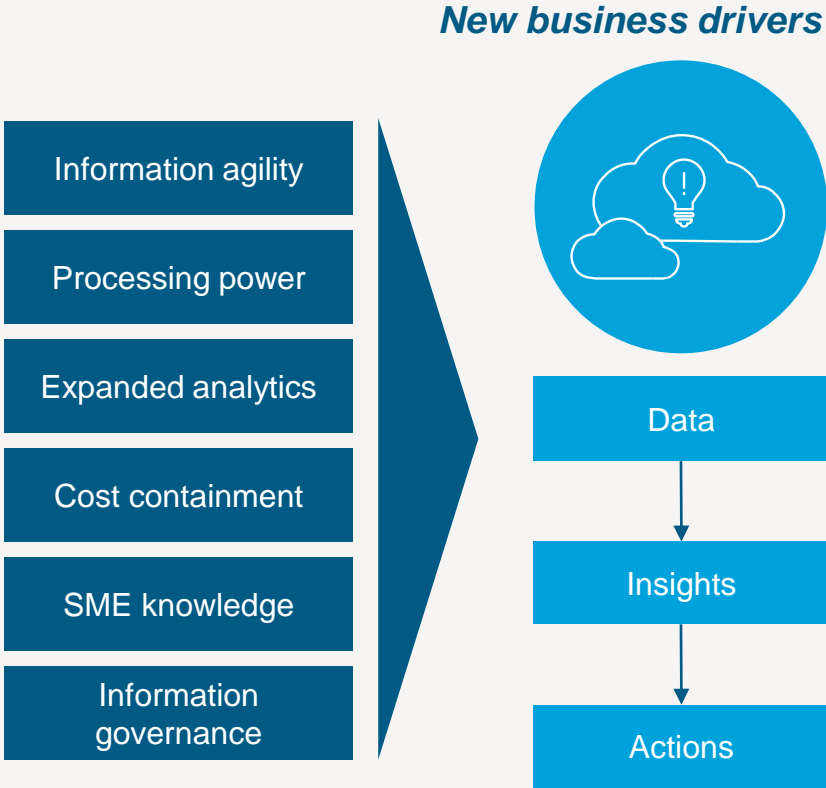 New business drivers
Information agility
Processing power
Expanded analytics
Cost containment
SME knowledge
Information
governance
!
Data
Insights
Actions